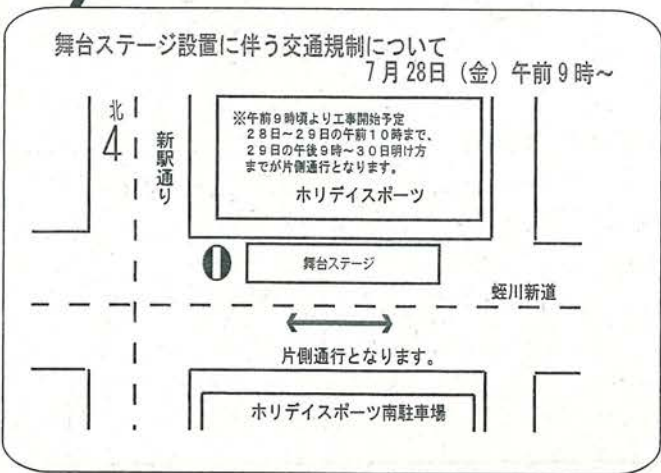 舞台ステージ設置に伴う交通規制について
7月28日（金）午前9時～
北
4
新駅通り
※午前9時頃より工事開始予定
28日～29日の午前10時まで、
29日の午後9時～30日明け方
までが片側通行となります。
ホリデイスポーツ
舞台ステージ
蛭川新道
片側通行となります。
ホリデイスポーツ南駐車場